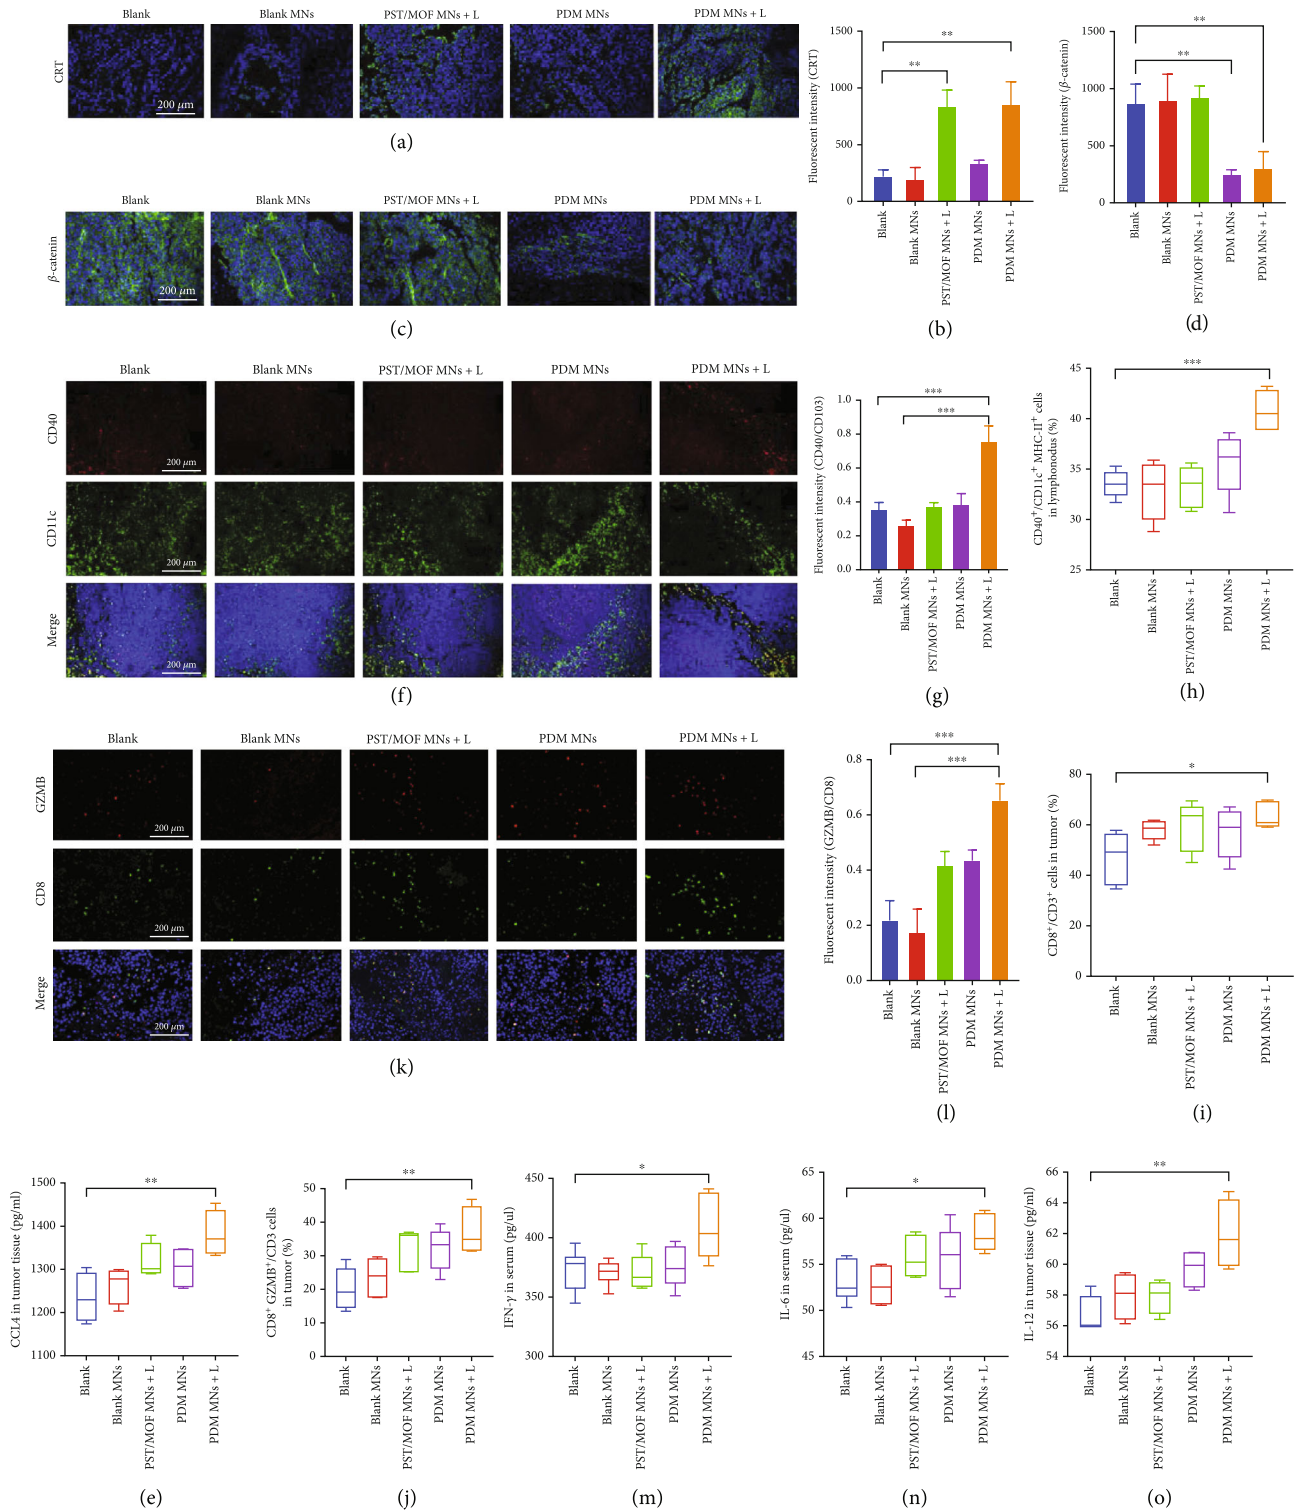 Blank
Blank MNs
PST/MOF MNs + L
PDM MNs
PDM MNs + L
CRT
200 µm
(a)
Fluorescent intensity (CRT)
1500
1000
500
0
**
**
Blank
Blank MNs
PST/MOF MNs + L
PDM MNs
PDM MNs + L
(b)
Blank
Blank MNs
PST/MOF MNs + L
PDM MNs
PDM MNs + L
β-catenin
200 µm
(c)
Fluorescent intensity (β-catenin)
1500
1000
500
0
**
**
Blank
Blank MNs
PST/MOF MNs + L
PDM MNs
PDM MNs + L
(d)
Blank
Blank MNs
PST/MOF MNs + L
PDM MNs
PDM MNs + L
CD40
200 µm
CD11c
200 µm
Merge
200 µm
(f)
Fluorescent intensity (CD40/CD103)
1.0
0.8
0.6
0.4
0.2
0.0
***
***
Blank
Blank MNs
PST/MOF MNs + L
PDM MNs
PDM MNs + L
(g)
CD40⁺/CD11c⁺ MHC-II⁺ cells
in lymphonodus (%)
45
40
35
30
25
***
Blank
Blank MNs
PST/MOF MNs + L
PDM MNs
PDM MNs + L
(h)
Blank
Blank MNs
PST/MOF MNs + L
PDM MNs
PDM MNs + L
GZMB
200 µm
CD8
200 µm
Merge
200 µm
(k)
Fluorescent intensity (GZMB/CD8)
0.8
0.6
0.4
0.2
0.0
***
***
Blank
Blank MNs
PST/MOF MNs + L
PDM MNs
PDM MNs + L
(l)
CD8⁺/CD3⁺ cells in tumor (%)
80
60
40
20
0
*
Blank
Blank MNs
PST/MOF MNs + L
PDM MNs
PDM MNs + L
(i)
CCL4 in tumor tissue (pg/ml)
1500
1400
1300
1200
1100
**
Blank
Blank MNs
PST/MOF MNs + L
PDM MNs
PDM MNs + L
(e)
CD8⁺ GZMB⁺/CD3 cells
in tumor (%)
50
40
30
20
10
0
**
Blank
Blank MNs
PST/MOF MNs + L
PDM MNs
PDM MNs + L
(j)
IFN-γ in serum (pg/ul)
450
400
350
300
*
Blank
Blank MNs
PST/MOF MNs + L
PDM MNs
PDM MNs + L
(m)
IL-6 in serum (pg/ul)
65
60
55
50
45
*
Blank
Blank MNs
PST/MOF MNs + L
PDM MNs
PDM MNs + L
(n)
IL-12 in tumor tissue (pg/ml)
66
64
62
60
58
56
54
**
Blank
Blank MNs
PST/MOF MNs + L
PDM MNs
PDM MNs + L
(o)